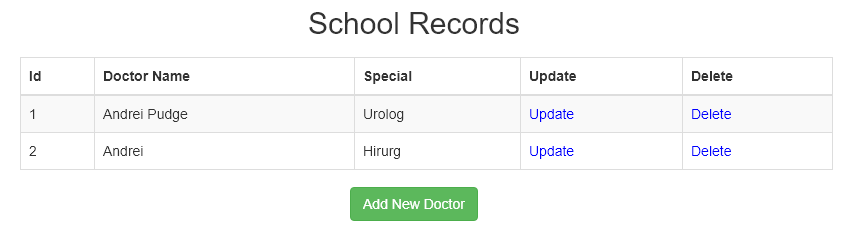 School Records
Id Doctor Name Special Update Delete
1 Andrei Pudge Urolog Update Delete
2 Andrei Hirurg Update Delete
Add New Doctor